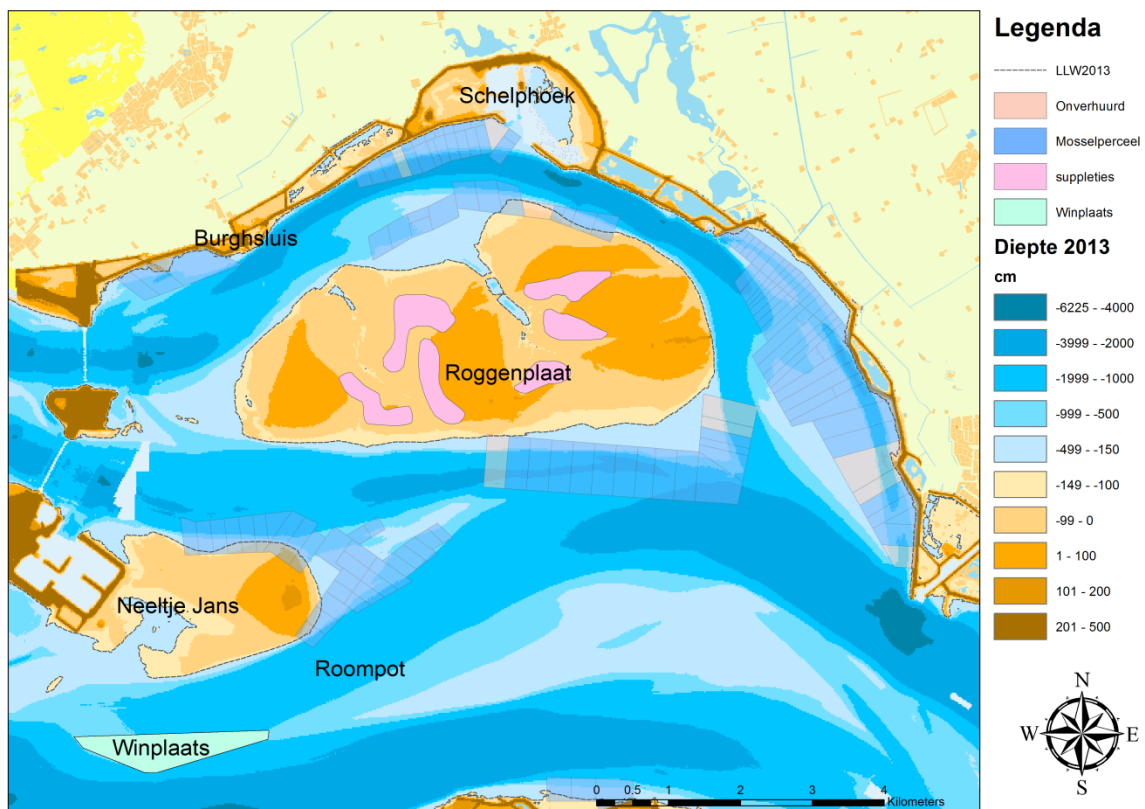 Schelphoek
Burghsluis
Roggenplaat
Neeltje Jans
Roompot
Winplaats
0 0,5 1 2 3 4
Kilometers
Legenda
LLW2013
Onverhuurd
Mosselperceel
suppleties
Winplaats
Diepte 2013
cm
-6225 - -4000
-3999 - -2000
-1999 - -1000
-999 - -500
-499 - -150
-149 - -100
-99 - 0
1 - 100
101 - 200
201 - 500
N
W E
S